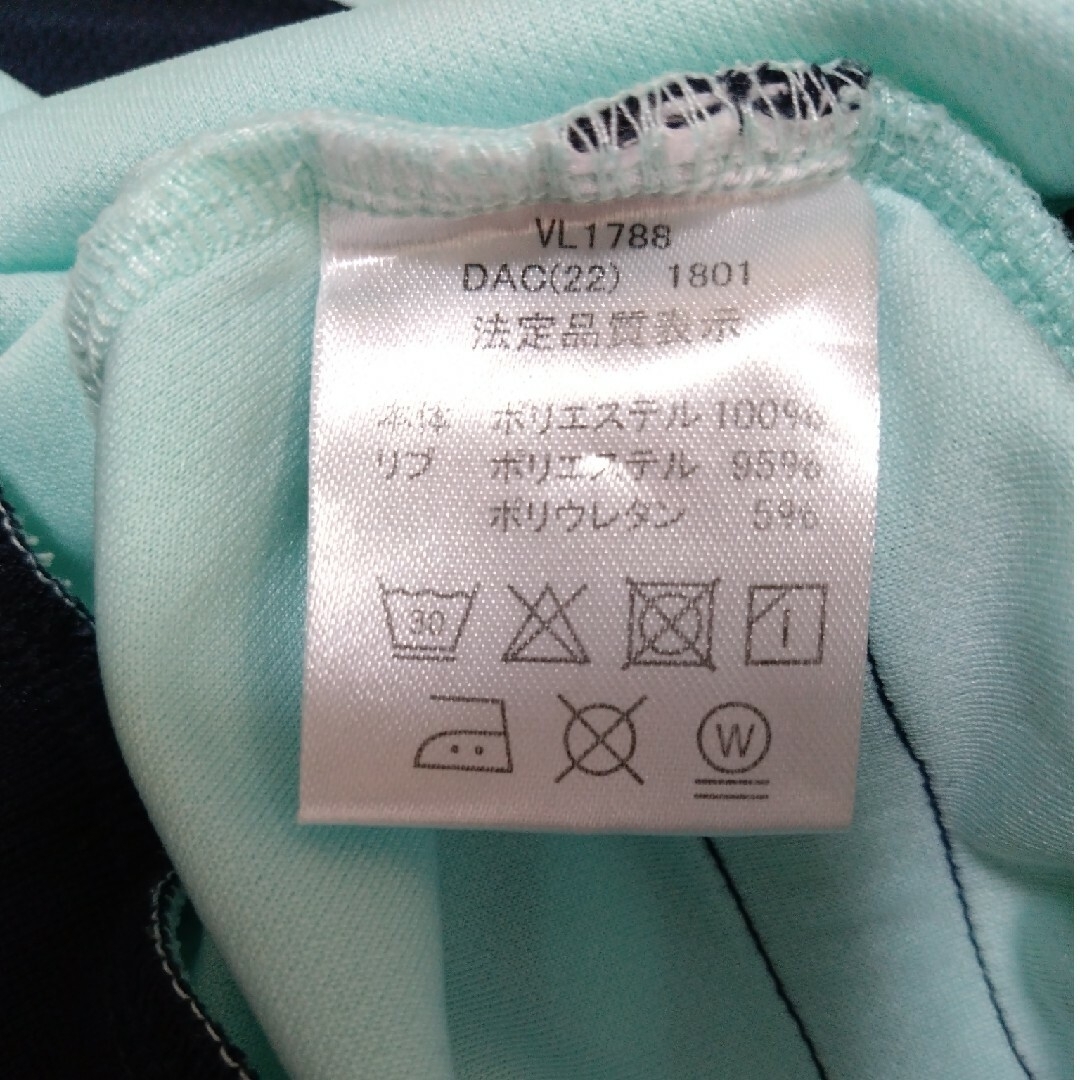 VL1788
DAC(22) 1801
法定品質表示
本体 ポリエステル 100%
リブ ポリエステル 95%
ポリウレタン 5%
30
W